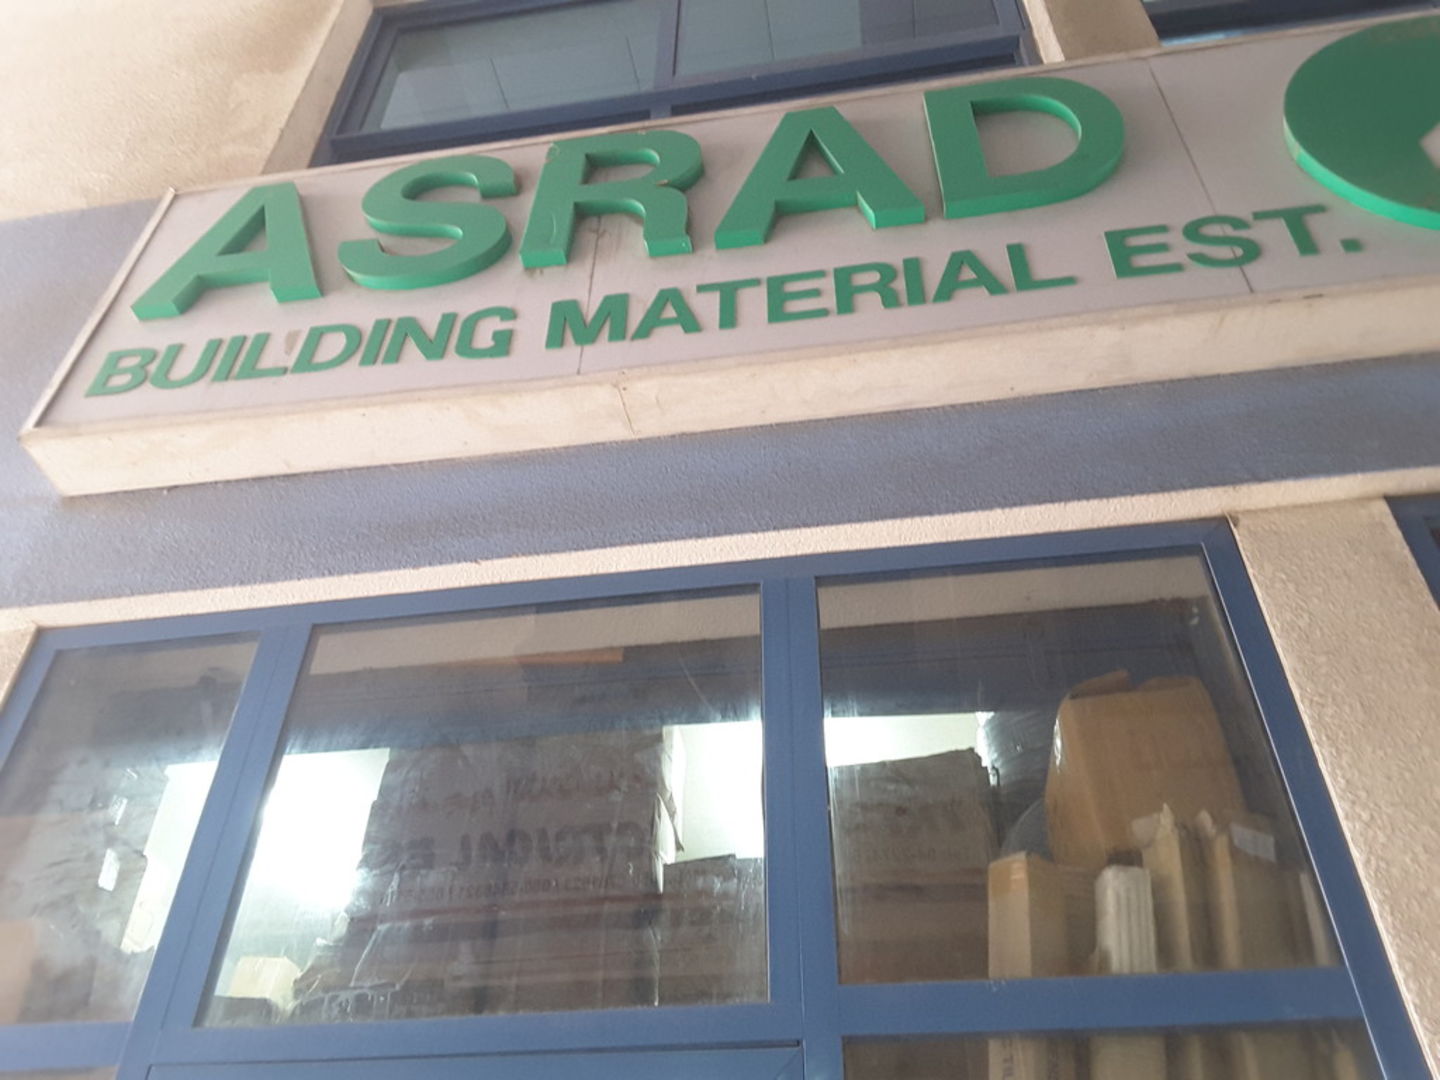 ASRAD
BUILDING MATERIAL EST.